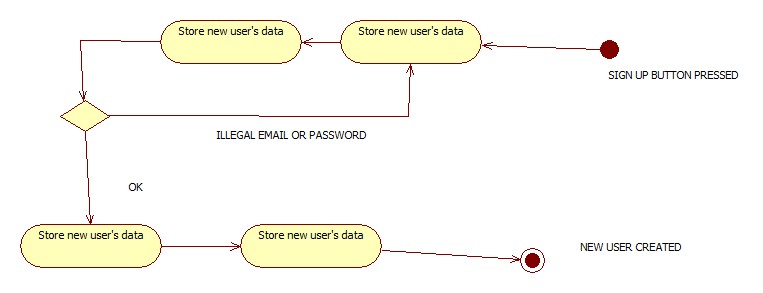 Store new user's data
Store new user's data
SIGN UP BUTTON PRESSED
ILLEGAL EMAIL OR PASSWORD
OK
Store new user's data
Store new user's data
NEW USER CREATED